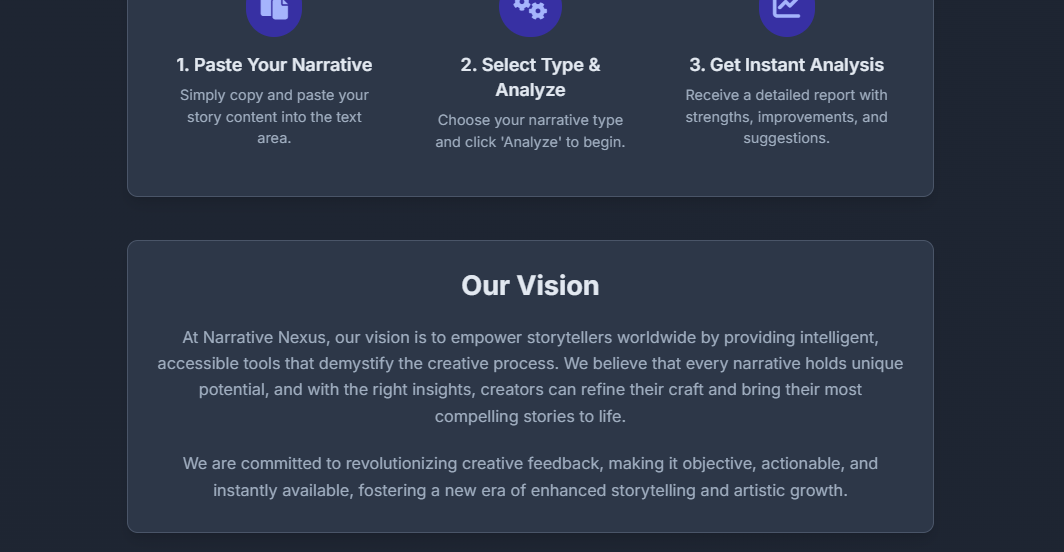 1. Paste Your Narrative
Simply copy and paste your
story content into the text
area.
2. Select Type &
Analyze
Choose your narrative type
and click 'Analyze' to begin.
3. Get Instant Analysis
Receive a detailed report with
strengths, improvements, and
suggestions.
Our Vision
At Narrative Nexus, our vision is to empower storytellers worldwide by providing intelligent,
accessible tools that demystify the creative process. We believe that every narrative holds unique
potential, and with the right insights, creators can refine their craft and bring their most
compelling stories to life.
We are committed to revolutionizing creative feedback, making it objective, actionable, and
instantly available, fostering a new era of enhanced storytelling and artistic growth.